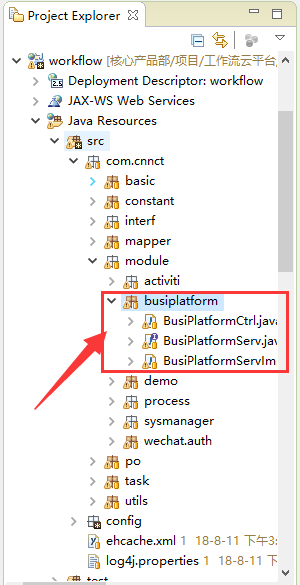 Project Explorer
workflow [核心产品部/项目/工作流云平台/
Deployment Descriptor: workflow
JAX-WS Web Services
Java Resources
src
com.cnnct
basic
constant
interf
mapper
module
activiti
busiplatform
BusiPlatformCtrl.java
BusiPlatformServ.jav
BusiPlatformServIm
demo
process
sysmanager
wechat.auth
po
task
utils
config
ehcache.xml 1 18-8-11 下午3:
log4j.properties 1 18-8-11
test